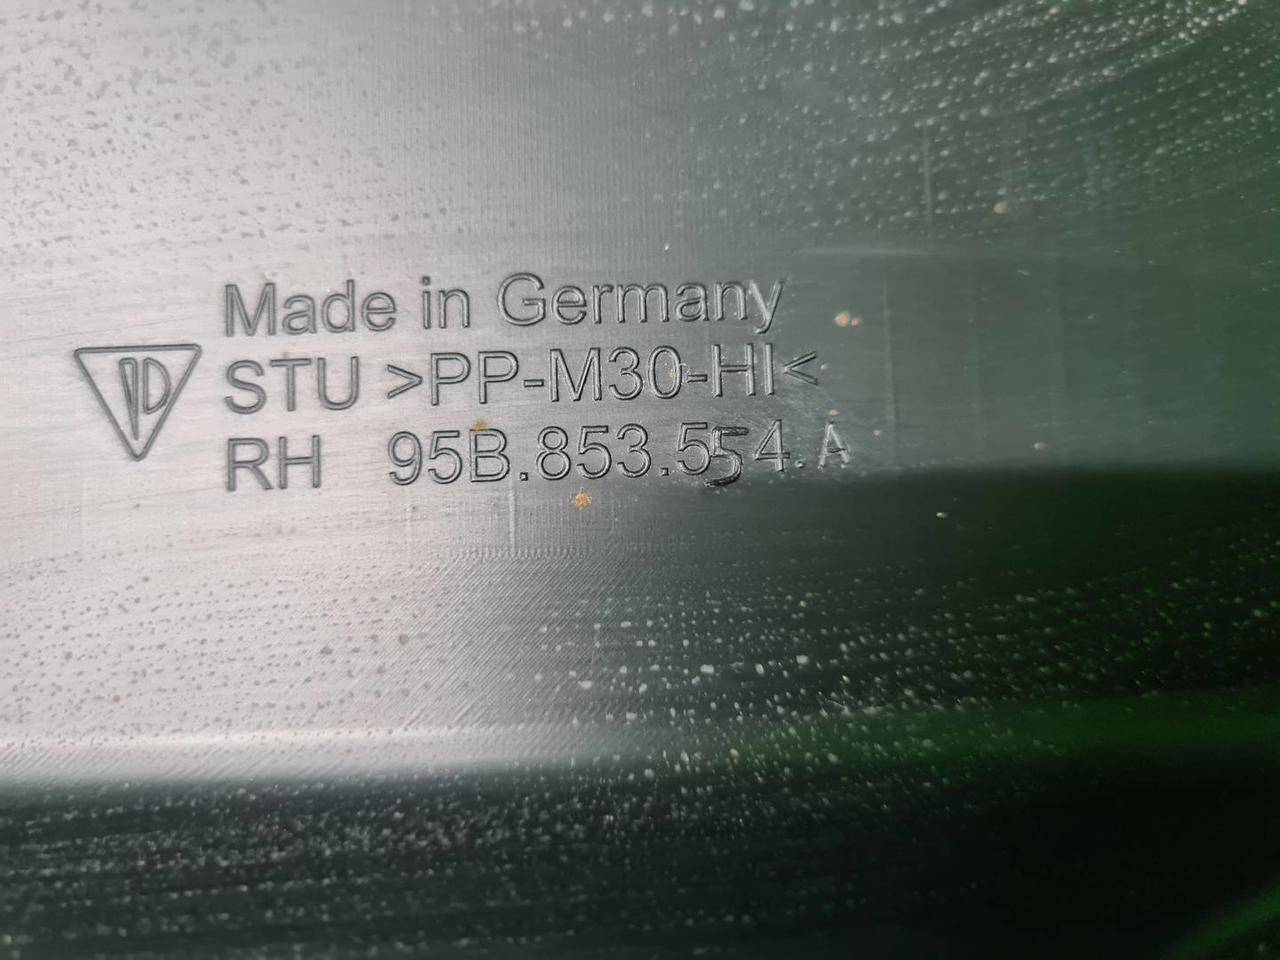 Made in Germany
STU >PP-M30-HI<
RH 95B.853.554.A